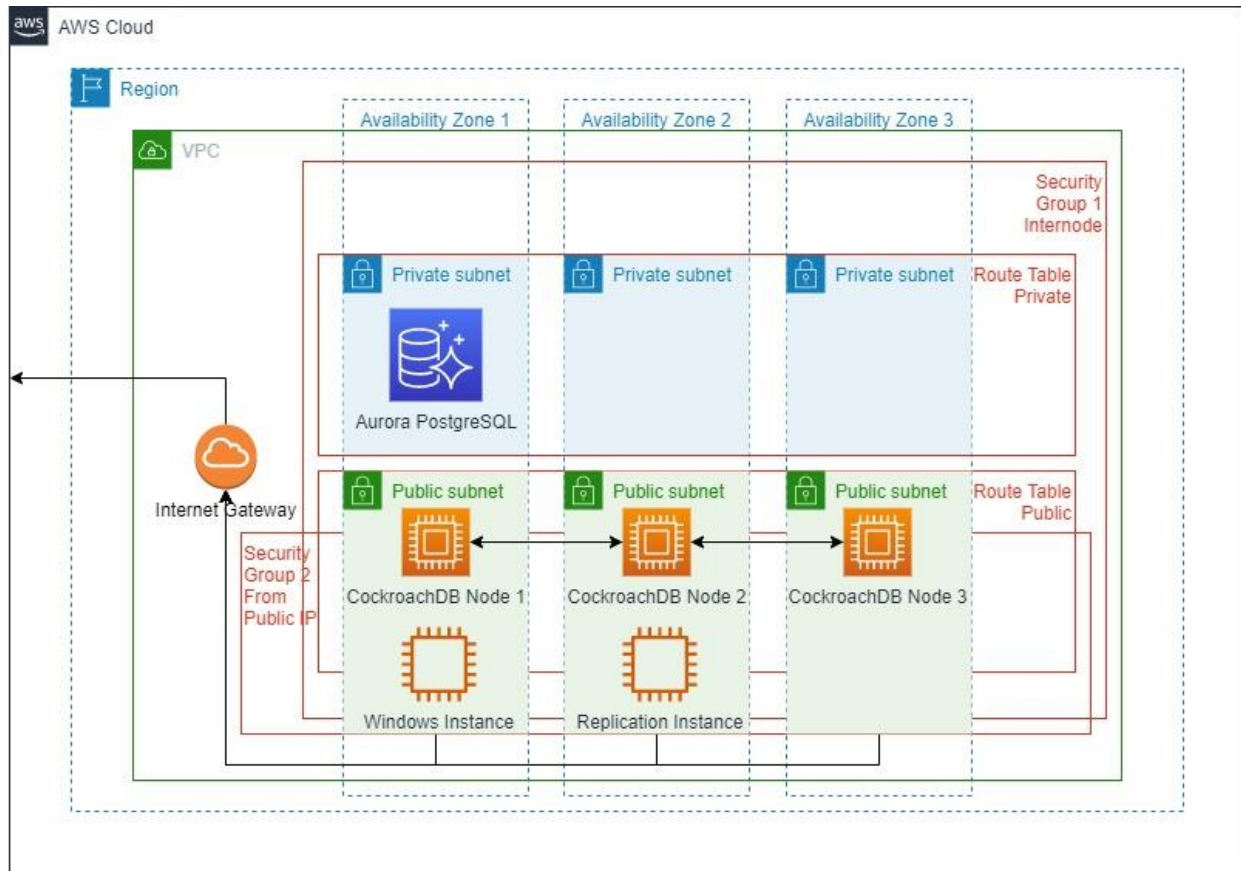 aws
AWS Cloud
Region
Availability Zone 1
Availability Zone 2
Availability Zone 3
VPC
Security
Group 1
Internode
Private subnet
Private subnet
Private subnet
Route Table
Private
Aurora PostgreSQL
Internet Gateway
Public subnet
Public subnet
Public subnet
Route Table
Public
Security
Group 2
From
Public IP
CockroachDB Node 1
CockroachDB Node 2
CockroachDB Node 3
Windows Instance
Replication Instance